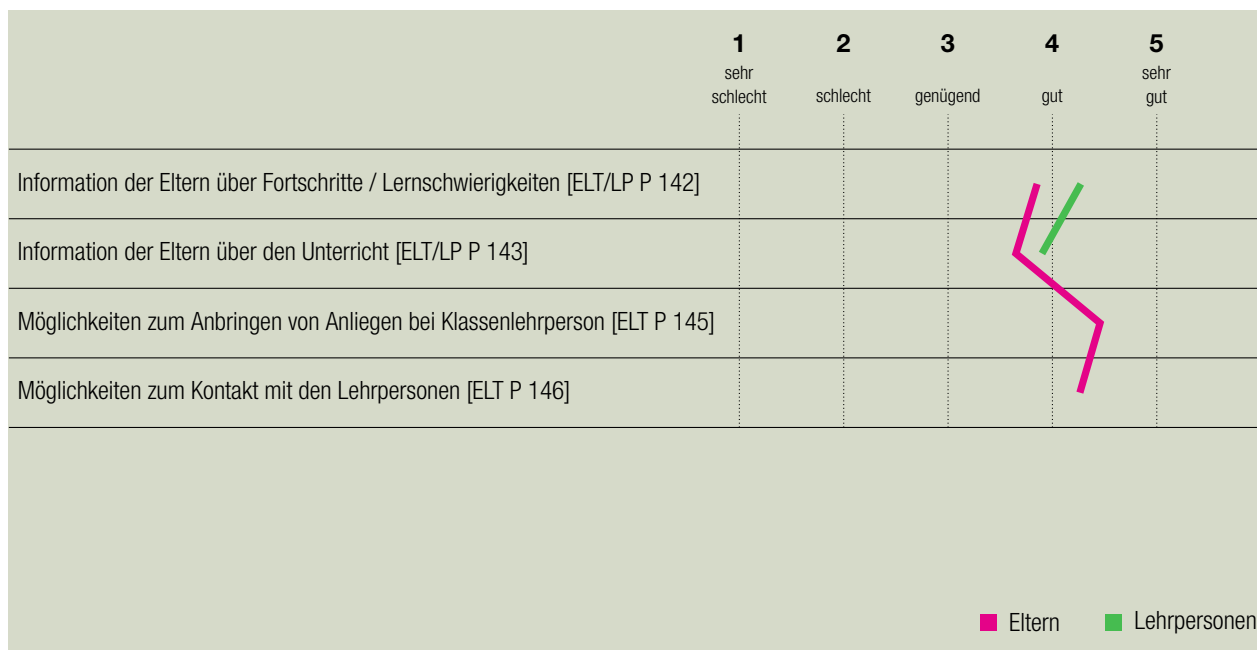 1 2 3 4 5
sehr sehr
schlecht schlecht genügend gut gut
Information der Eltern über Fortschritte / Lernschwierigkeiten [ELT/LP P 142]
Information der Eltern über den Unterricht [ELT/LP P 143]
Möglichkeiten zum Anbringen von Anliegen bei Klassenlehrperson [ELT P 145]
Möglichkeiten zum Kontakt mit den Lehrpersonen [ELT P 146]
Eltern Lehrpersonen